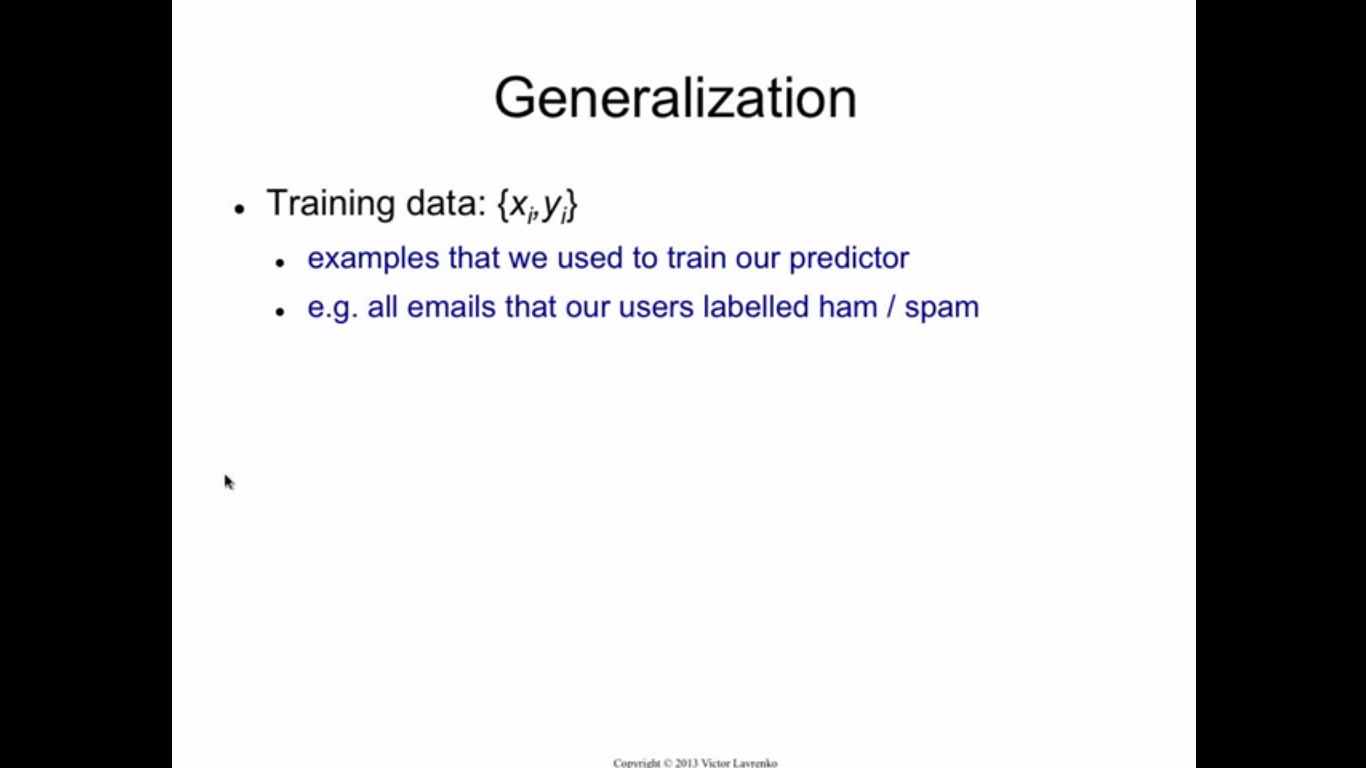 Generalization
• Training data: {xᵢ,yᵢ}
• examples that we used to train our predictor
• e.g. all emails that our users labelled ham / spam
Copyright © 2013 Victor Lavrenko